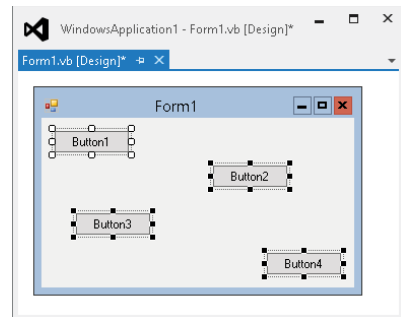 WindowsApplication1 - Form1.vb [Design]*
Form1.vb [Design]*
Form1
Button1
Button2
Button3
Button4